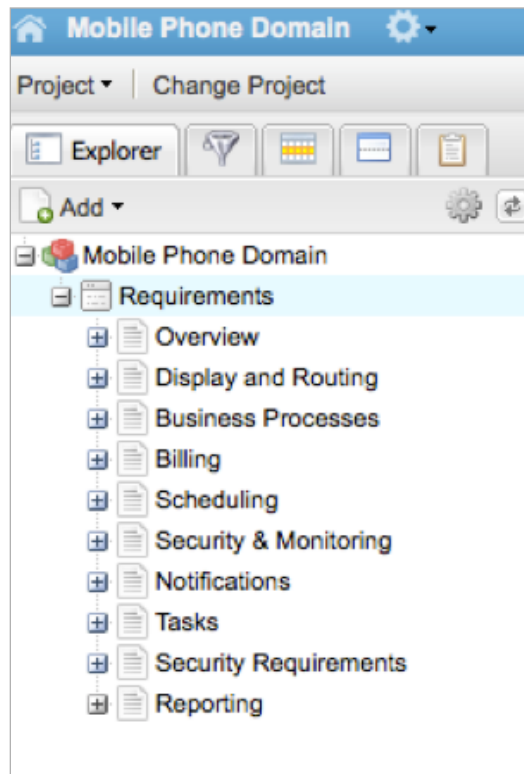 Mobile Phone Domain
Project Change Project
Explorer
Add
Mobile Phone Domain
Requirements
Overview
Display and Routing
Business Processes
Billing
Scheduling
Security & Monitoring
Notifications
Tasks
Security Requirements
Reporting